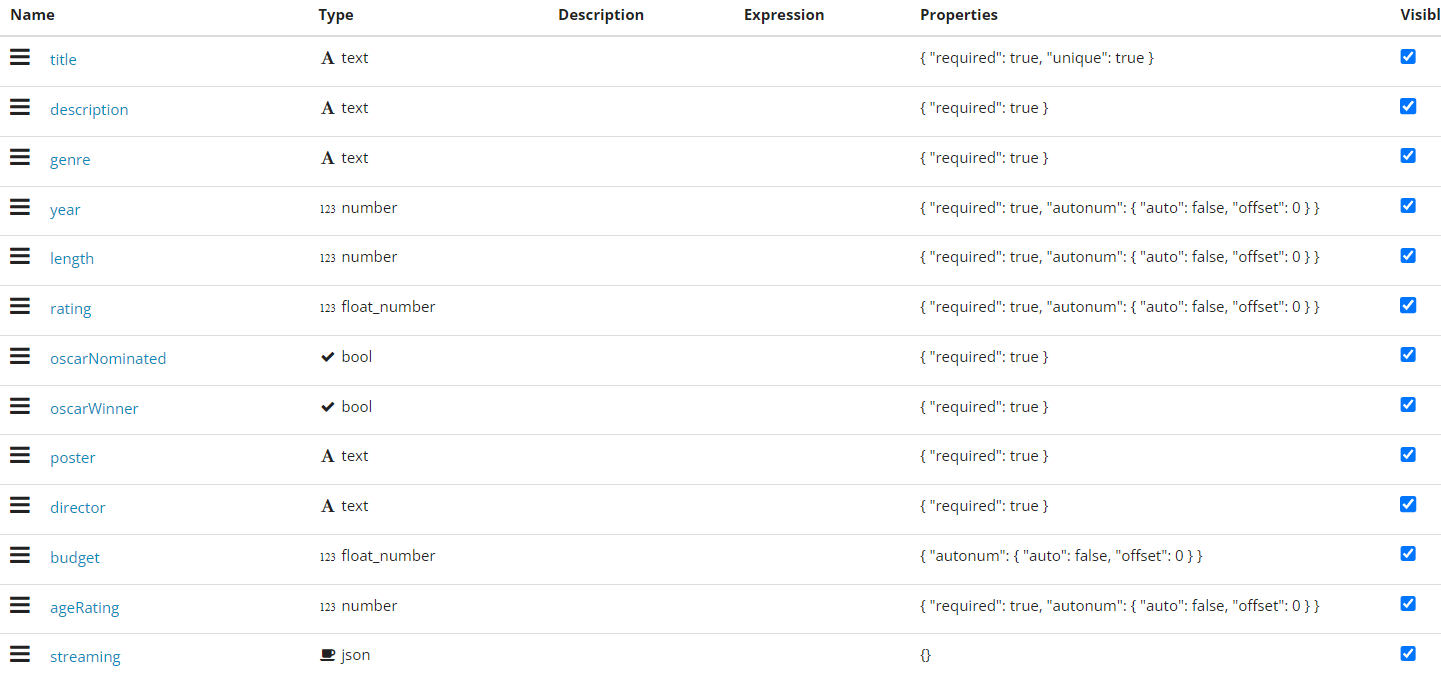 Name Type Description Expression Properties Visibl
title A text { "required": true, "unique": true }
description A text { "required": true }
genre A text { "required": true }
year 123 number { "required": true, "autonum": { "auto": false, "offset": 0 } }
length 123 number { "required": true, "autonum": { "auto": false, "offset": 0 } }
rating 123 float_number { "required": true, "autonum": { "auto": false, "offset": 0 } }
oscarNominated bool { "required": true }
oscarWinner bool { "required": true }
poster A text { "required": true }
director A text { "required": true }
budget 123 float_number { "autonum": { "auto": false, "offset": 0 } }
ageRating 123 number { "required": true, "autonum": { "auto": false, "offset": 0 } }
streaming json {}